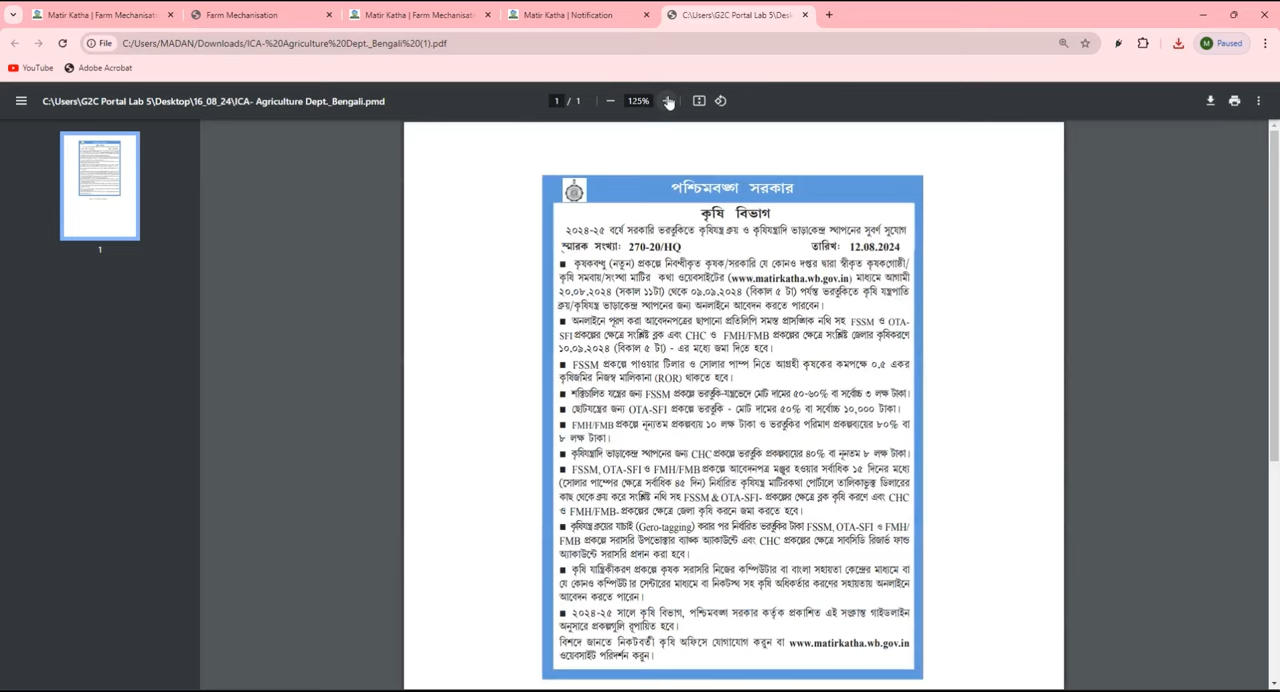 Matir Katha | Farm Mechanisat
Farm Mechanisation
Matir Katha | Farm Mechanisat
Matir Katha | Notification
C:\Users\G2C Portal Lab 5\Desk
File
C:/Users/MADAN/Downloads/ICA-%20Agriculture%20Dept._Bengali%20(1).pdf
M
Paused
YouTube
Adobe Acrobat
C:\Users\G2C Portal Lab 5\Desktop\16_08_24\ICA- Agriculture Dept._Bengali.pmd
1 / 1
125%
1
পশ্চিমবঙ্গ সরকার
কৃষি বিভাগ
২০২৪-২৫ বর্ষে সরকারি ভরতুকিতে কৃষিযন্ত্র ক্রয় ও কৃষিযন্ত্রাদি ভাড়াকেন্দ্র স্থাপনের সুবর্ণ সুযোগ
স্মারক সংখ্যা: 270-20/HQ তারিখ: 12.08.2024
■ কৃষকবন্ধু (নতুন) প্রকল্পে নিবন্ধীকৃত কৃষক/সরকারি যে কোনও দপ্তর দ্বারা স্বীকৃত কৃষকগোষ্ঠী/
কৃষি সমবায়/সংস্থা মাটির কথা ওয়েবসাইটের (www.matirkatha.wb.gov.in) মাধ্যমে আগামী
২০.০৮.২০২৪ (সকাল ১১টা) থেকে ০৯.০৯.২০২৪ (বিকাল ৫ টা) পর্যন্ত ভরতুকিতে কৃষি যন্ত্রপাতি
ক্রয়/কৃষিযন্ত্র ভাড়াকেন্দ্র স্থাপনের জন্য অনলাইনে আবেদন করতে পারবেন।
■ অনলাইনে পূরণ করা আবেদনপত্রের ছাপানো প্রতিলিপি সমস্ত প্রাসঙ্গিক নথি সহ FSSM ও OTA-
SFI প্রকল্পের ক্ষেত্রে সংশ্লিষ্ট ব্লক এবং CHC ও FMH/FMB প্রকল্পের ক্ষেত্রে সংশ্লিষ্ট জেলার কৃষিকরণে
১০.০৯.২০২৪ (বিকাল ৫ টা) - এর মধ্যে জমা দিতে হবে।
■ FSSM প্রকল্পে পাওয়ার টিলার ও সোলার পাম্প নিতে আগ্রহী কৃষকের কমপক্ষে ০.৫ একর
কৃষিজমির নিজস্ব মালিকানা (ROR) থাকতে হবে।
■ শক্তিচালিত যন্ত্রের জন্য FSSM প্রকল্পে ভরতুকি-যন্ত্রভেদে মোট দামের ৫০-৬০% বা সর্বোচ্চ ৩ লক্ষ টাকা।
■ ছোটযন্ত্রের জন্য OTA-SFI প্রকল্পে ভরতুকি - মোট দামের ৫০% বা সর্বোচ্চ ১০,০০০ টাকা।
■ FMH/FMB প্রকল্পে নূন্যতম প্রকল্পব্যয় ১০ লক্ষ টাকা ও ভরতুকির পরিমাণ প্রকল্পব্যয়ের ৮০% বা
৮ লক্ষ টাকা।
■ কৃষিযন্ত্রাদি ভাড়াকেন্দ্র স্থাপনের জন্য CHC প্রকল্পে ভরতুকি প্রকল্পব্যয়ের ৪০% বা নূন্যতম ৮ লক্ষ টাকা।
■ FSSM, OTA-SFI ও FMH/FMB প্রকল্পে আবেদনপত্র মঞ্জুর হওয়ার সর্বাধিক ১৫ দিনের মধ্যে
(সোলার পাম্পের ক্ষেত্রে সর্বাধিক ৪৫ দিন) নির্ধারিত কৃষিযন্ত্র মাটিরকথা পোর্টালে তালিকাভুক্ত ডিলারের
কাছ থেকে ক্রয় করে সংশ্লিষ্ট নথি সহ FSSM & OTA-SFI- প্রকল্পের ক্ষেত্রে ব্লক কৃষি করণে এবং CHC
ও FMH/FMB- প্রকল্পের ক্ষেত্রে জেলা কৃষি করনে জমা করতে হবে।
■ কৃষিযন্ত্র ক্রয়ের যাচাই (Gero-tagging) করার পর নির্ধারিত ভরতুকির টাকা FSSM, OTA-SFI ও FMH/
FMB প্রকল্পে সরাসরি উপভোক্তার ব্যাঙ্ক অ্যাকাউন্টে এবং CHC প্রকল্পের ক্ষেত্রে সাবসিডি রিজার্ভ ফান্ড
অ্যাকাউন্টে সরাসরি প্রদান করা হবে।
■ কৃষি যান্ত্রিকীকরণ প্রকল্পে কৃষক সরাসরি নিজের কম্পিউটার বা বাংলা সহায়তা কেন্দ্রের মাধ্যমে বা
যে কোনও কম্পিউটার সেন্টারের মাধ্যমে বা নিকটস্থ সহ কৃষি অধিকর্তার করণের সহায়তায় অনলাইনে
আবেদন করতে পারেন।
■ ২০২৪-২৫ সালে কৃষি বিভাগ, পশ্চিমবঙ্গ সরকার কর্তৃক প্রকাশিত এই সংক্রান্ত গাইডলাইন
অনুসারে প্রকল্পগুলি রূপায়িত হবে।
বিশদে জানতে নিকটবর্তী কৃষি অফিসে যোগাযোগ করুন বা www.matirkatha.wb.gov.in
ওয়েবসাইট পরিদর্শন করুন।